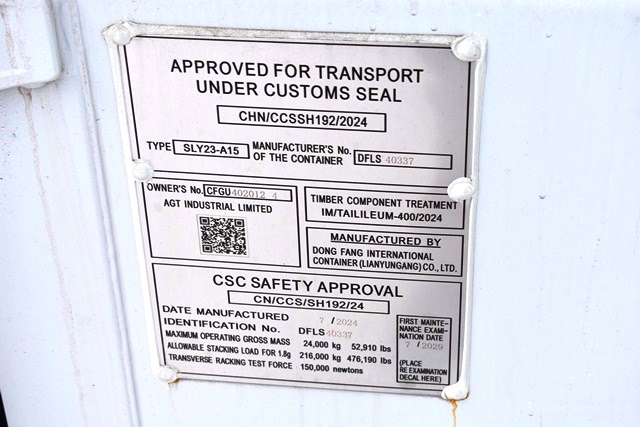 APPROVED FOR TRANSPORT
UNDER CUSTOMS SEAL
CHN/CCSSH192/2024
TYPE SLY23-A15 MANUFACTURER'S No. OF THE CONTAINER DFLS 40337
OWNER'S No. CFGU 402012 4
AGT INDUSTRIAL LIMITED
TIMBER COMPONENT TREATMENT
IM/TAILILEUM-400/2024
MANUFACTURED BY
DONG FANG INTERNATIONAL
CONTAINER (LIANYUNGANG) CO., LTD.
CSC SAFETY APPROVAL
CN/CCS/SH192/24
DATE MANUFACTURED 7 / 2024
IDENTIFICATION No. DFLS 40337
MAXIMUM OPERATING GROSS MASS 24,000 kg 52,910 lbs
ALLOWABLE STACKING LOAD FOR 1.8g 216,000 kg 476,190 lbs
TRANSVERSE RACKING TEST FORCE 150,000 newtons
FIRST MAINTE-
NANCE EXAMI-
NATION DATE
7 / 2029
(PLACE
RE EXAMINATION
DECAL HERE)